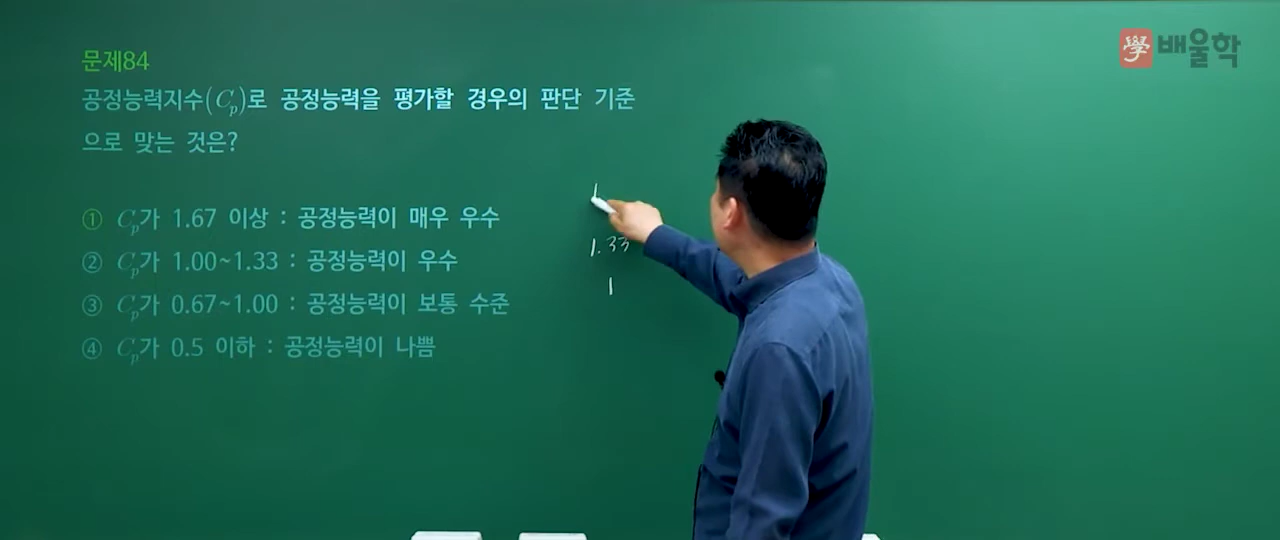 學 배울학
문제84
공정능력지수(Cp)로 공정능력을 평가할 경우의 판단 기준
으로 맞는 것은?
① Cp가 1.67 이상 : 공정능력이 매우 우수
② Cp가 1.00~1.33 : 공정능력이 우수
③ Cp가 0.67~1.00 : 공정능력이 보통 수준
④ Cp가 0.5 이하 : 공정능력이 나쁨
1
1.33
1